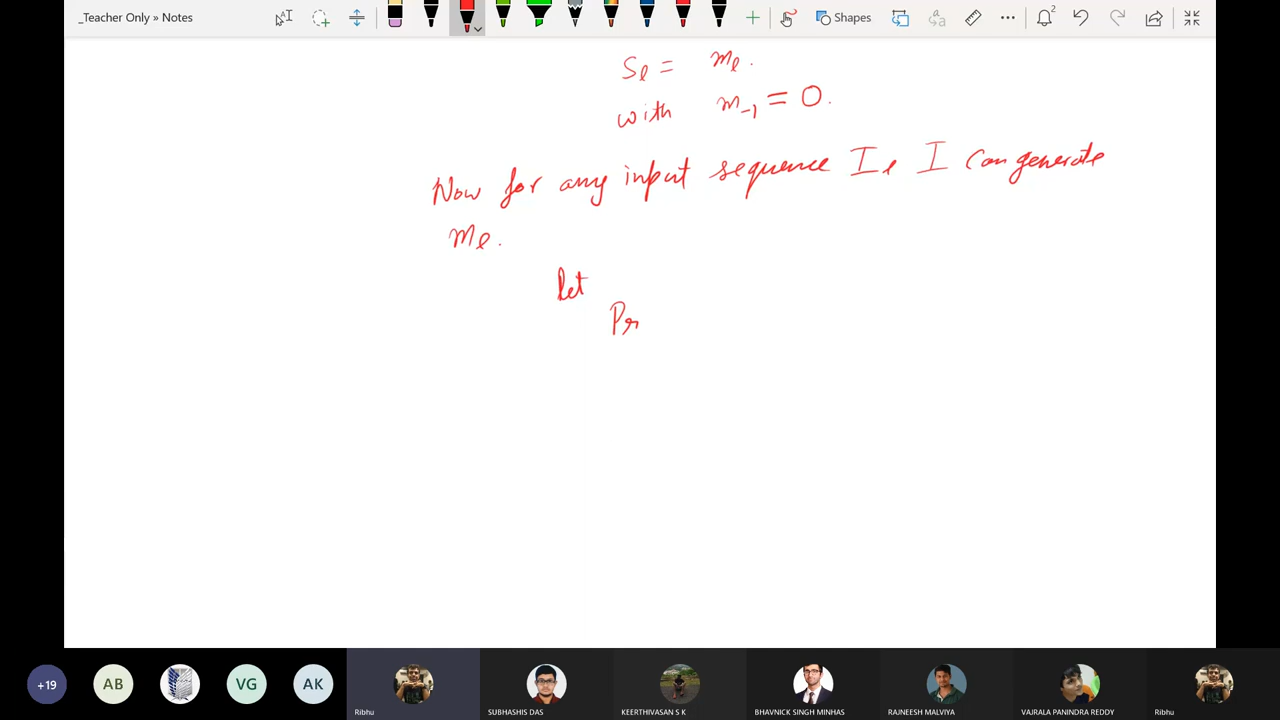 _Teacher Only » Notes
Shapes
2
S_l = m_l.
with m_{-1} = 0.
Now for any input sequence I_l I can generate
m_l.
let
Pr
+19
AB
VG
AK
Ribhu
SUBHASHIS DAS
KEERTHIVASAN S K
BHAVNICK SINGH MINHAS
RAJNEESH MALVIYA
VAJRALA PANINDRA REDDY
Ribhu